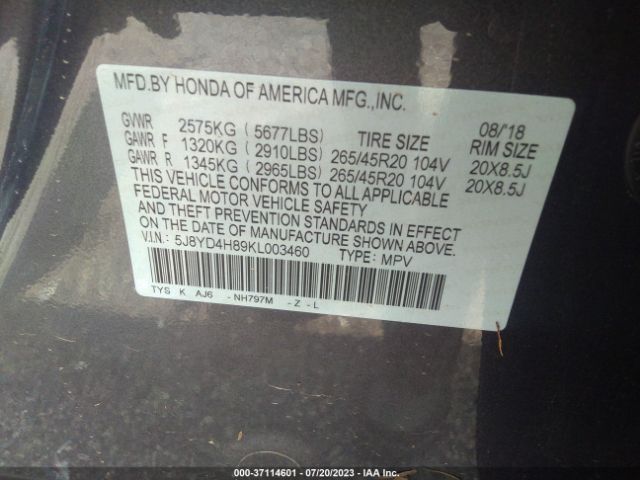 MFD.BY HONDA OF AMERICA MFG.,INC.
08/'18
GVWR 2575KG ( 5677LBS) TIRE SIZE RIM SIZE
GAWR F 1320KG ( 2910LBS) 265/45R20 104V 20X8.5J
GAWR R 1345KG ( 2965LBS) 265/45R20 104V 20X8.5J
THIS VEHICLE CONFORMS TO ALL APPLICABLE
FEDERAL MOTOR VEHICLE SAFETY
AND THEFT PREVENTION STANDARDS IN EFFECT
ON THE DATE OF MANUFACTURE SHOWN ABOVE.
V.I.N.: 5J8YD4H89KL003460 TYPE: MPV
TYS K AJ6 - NH797M - Z - L
000-37114601 | 07/20/2023 | IAA Inc.